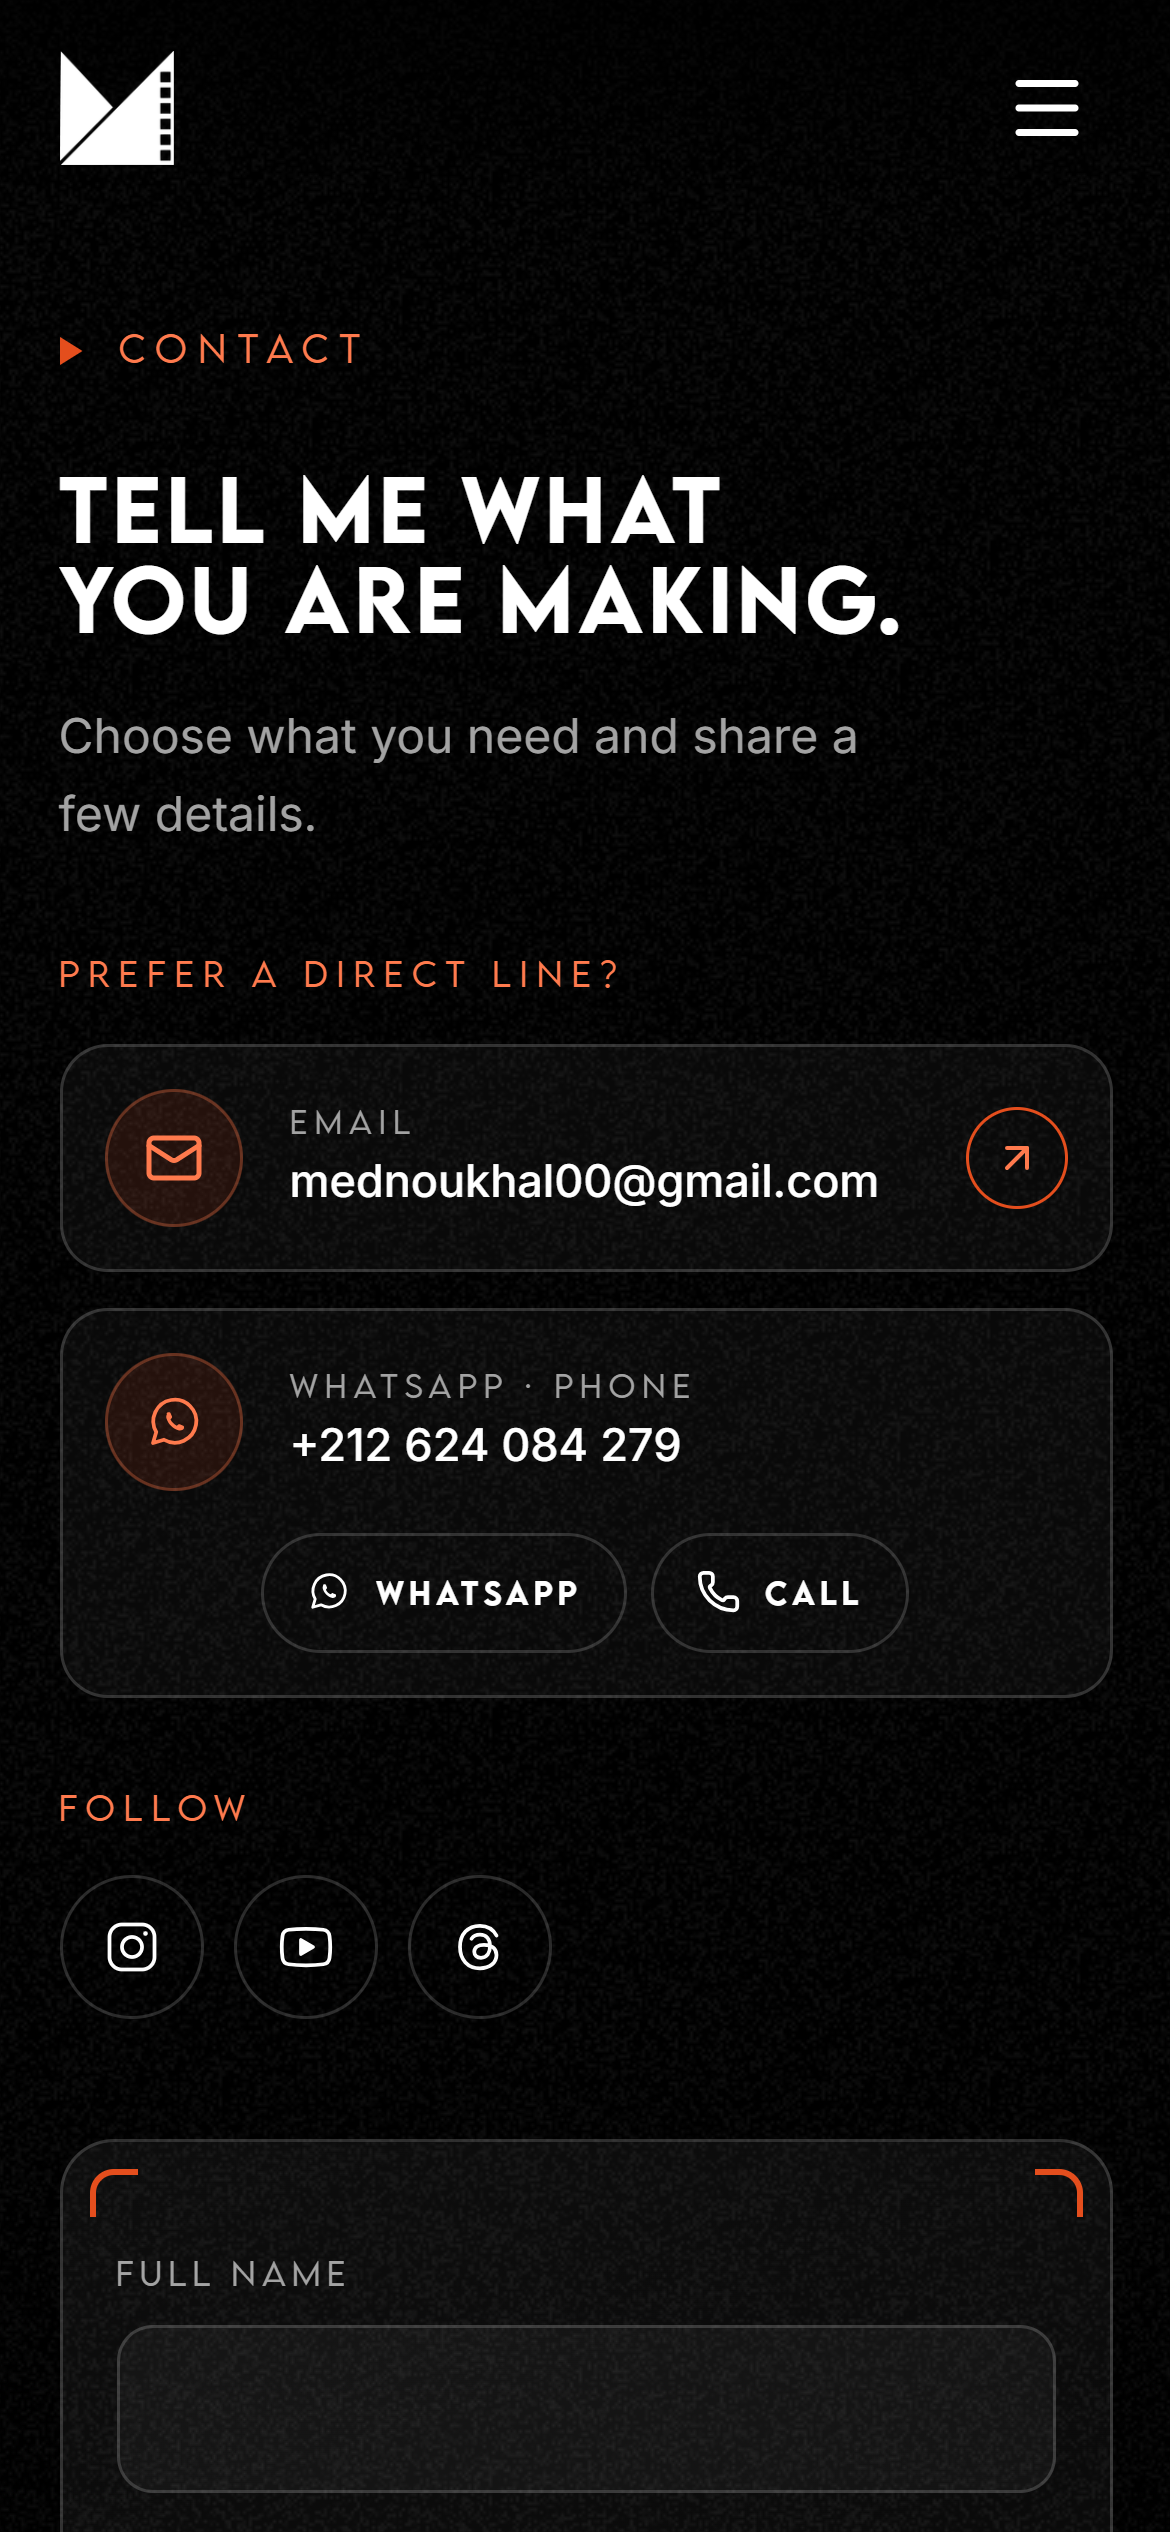 CONTACT
TELL ME WHAT
YOU ARE MAKING.
Choose what you need and share a
few details.
PREFER A DIRECT LINE?
EMAIL
mednoukhal00@gmail.com
WHATSAPP · PHONE
+212 624 084 279
WHATSAPP
CALL
FOLLOW
FULL NAME